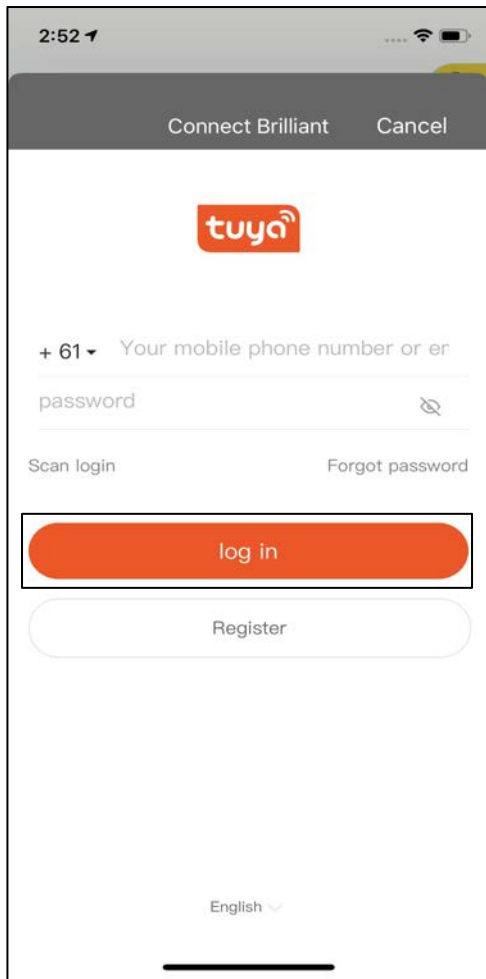 2:52
Connect Brilliant Cancel
tuya
+ 61 Your mobile phone number or er
password
Scan login Forgot password
log in
Register
English